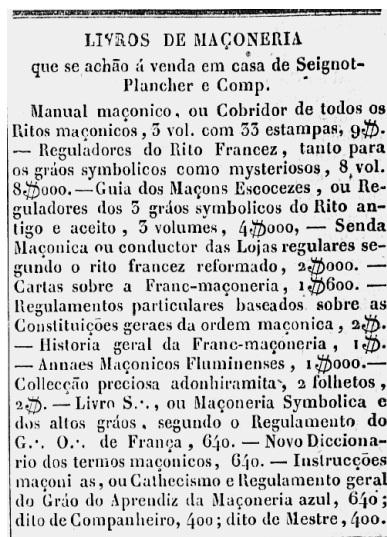 LIVROS DE MAÇONERIA
que se achão á venda em casa de Seignot-
Plancher e Comp.
Manual maçonico, ou Cobridor de todos os
Ritos maçonicos, 3 vol. com 33 estampas, 9$.
— Reguladores do Rito Francez, tanto para
os gráos symbolicos como mysteriosos, 8 vol.
8$000.—Guia dos Maçons Escocezes, ou Re-
guladores dos 3 gráos symbolicos do Rito an-
tigo e aceito, 3 volumes, 4$000, — Senda
Maçonica ou conductor das Lojas regulares se-
gundo o rito francez reformado, 2$000. —
Cartas sobre a Franc-maçoneria, 1$600. —
Regulamentos particulares baseados sobre as
Constituições geraes da ordem maçonica, 2$.
— Historia geral da Franc-maçoneria, 1$.
— Annaes Maçonicos Fluminenses, 1$000.—
Collecção preciosa adonhiramita, 2 folhetos,
2$. — Livro S.·., ou Maçoneria Symbolica e
dos altos gráos, segundo o Regulamento do
G.·. O.·. de França, 640. — Novo Dicciona-
rio dos termos maçonicos, 640. — Instrucções
maçoni as, ou Cathecismo e Regulamento geral
do Gráo do Aprendiz da Maçoneria azul, 640;
dito de Companheiro, 400; dito de Mestre, 400.